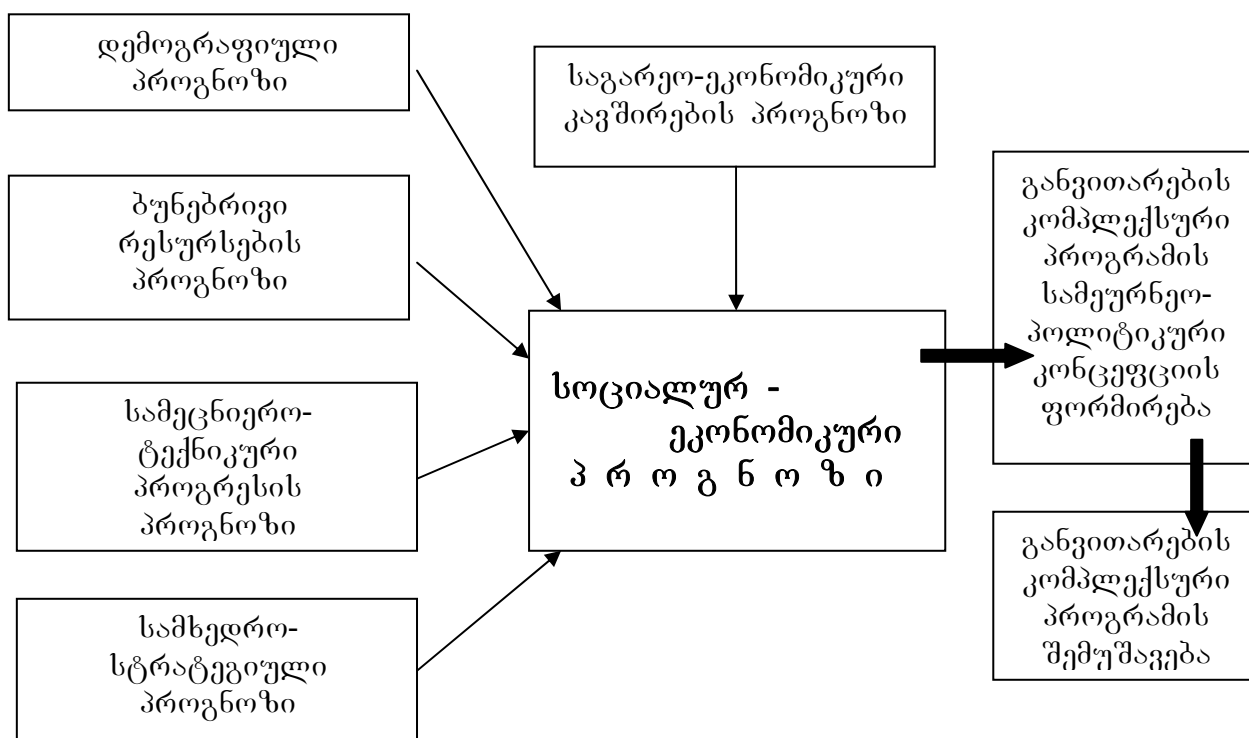 დემოგრაფიული
პროგნოზი
საგარეო-ეკონომიკური
კავშირების პროგნოზი
ბუნებრივი
რესურსების
პროგნოზი
სამეცნიერო-
ტექნიკური
პროგრესის
პროგნოზი
სამხედრო-
სტრატეგიული
პროგნოზი
სოციალურ -
ეკონომიკური
პ რ ო გ ნ ო ზ ი
განვითარების
კომპლექსური
პროგრამის
სამეურნეო-
პოლიტიკური
კონცეფციის
ფორმირება
განვითარების
კომპლექსური
პროგრამის
შემუშავება